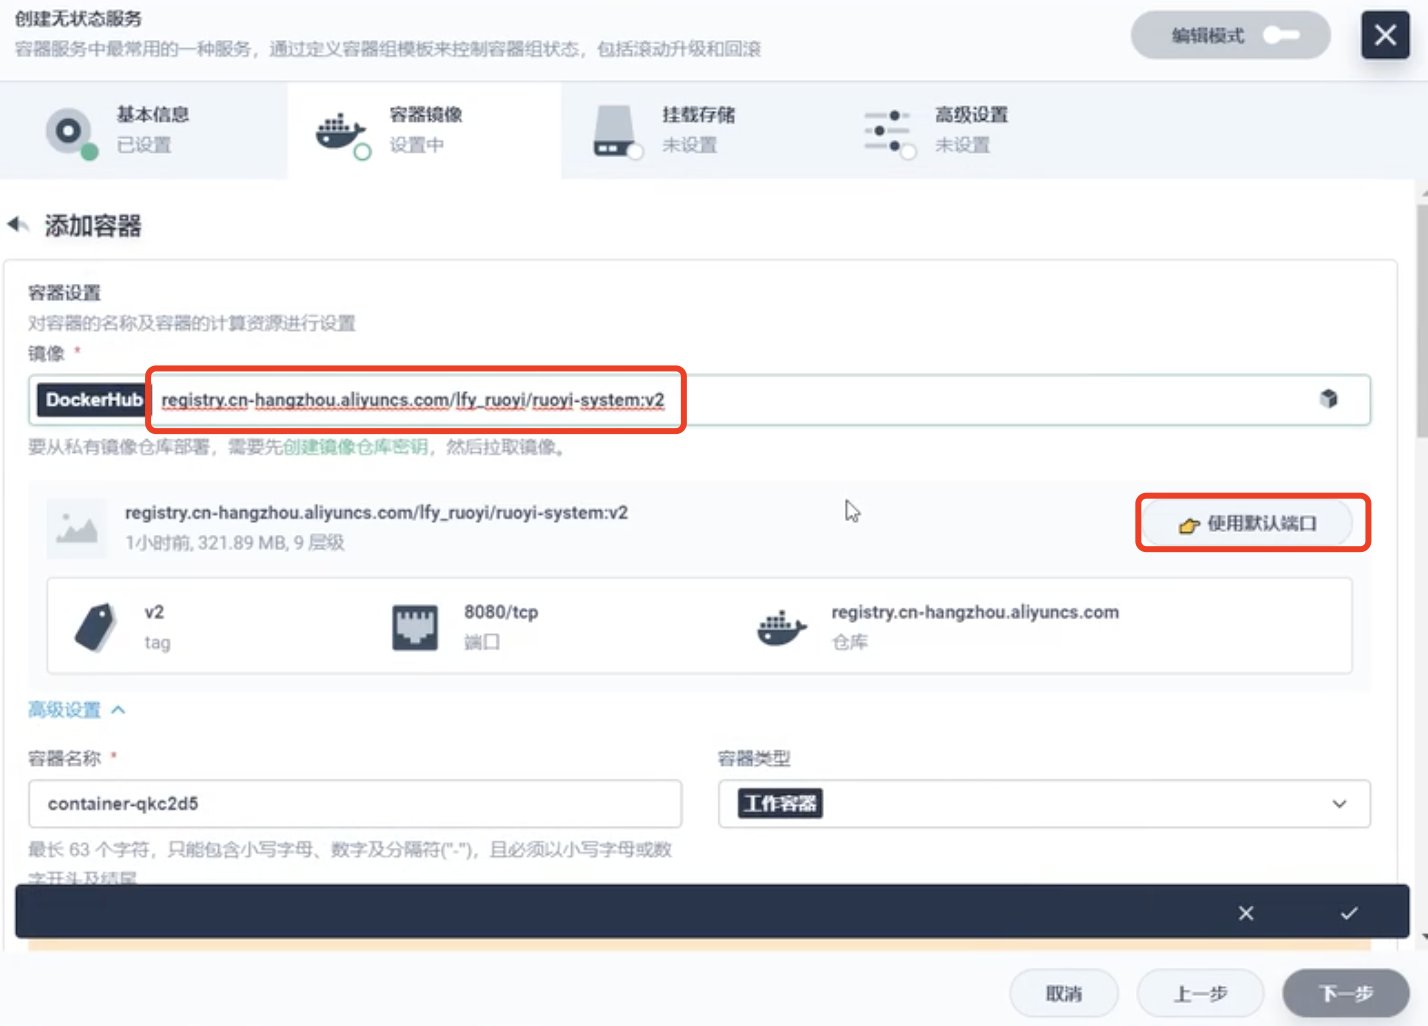 创建无状态服务
容器服务中最常用的一种服务，通过定义容器组模板来控制容器组状态，包括滚动升级和回滚
编辑模式
基本信息
已设置
容器镜像
设置中
挂载存储
未设置
高级设置
未设置
添加容器
容器设置
对容器的名称及容器的计算资源进行设置
镜像 *
DockerHub registry.cn-hangzhou.aliyuncs.com/lfy_ruoyi/ruoyi-system:v2
要从私有镜像仓库部署，需要先创建镜像仓库密钥，然后拉取镜像。
registry.cn-hangzhou.aliyuncs.com/lfy_ruoyi/ruoyi-system:v2
1小时前, 321.89 MB, 9 层级
使用默认端口
v2
tag
8080/tcp
端口
registry.cn-hangzhou.aliyuncs.com
仓库
高级设置
容器名称 *
container-qkc2d5
容器类型
工作容器
最长 63 个字符，只能包含小写字母、数字及分隔符("-")，且必须以小写字母或数
字开头及结尾
取消
上一步
下一步